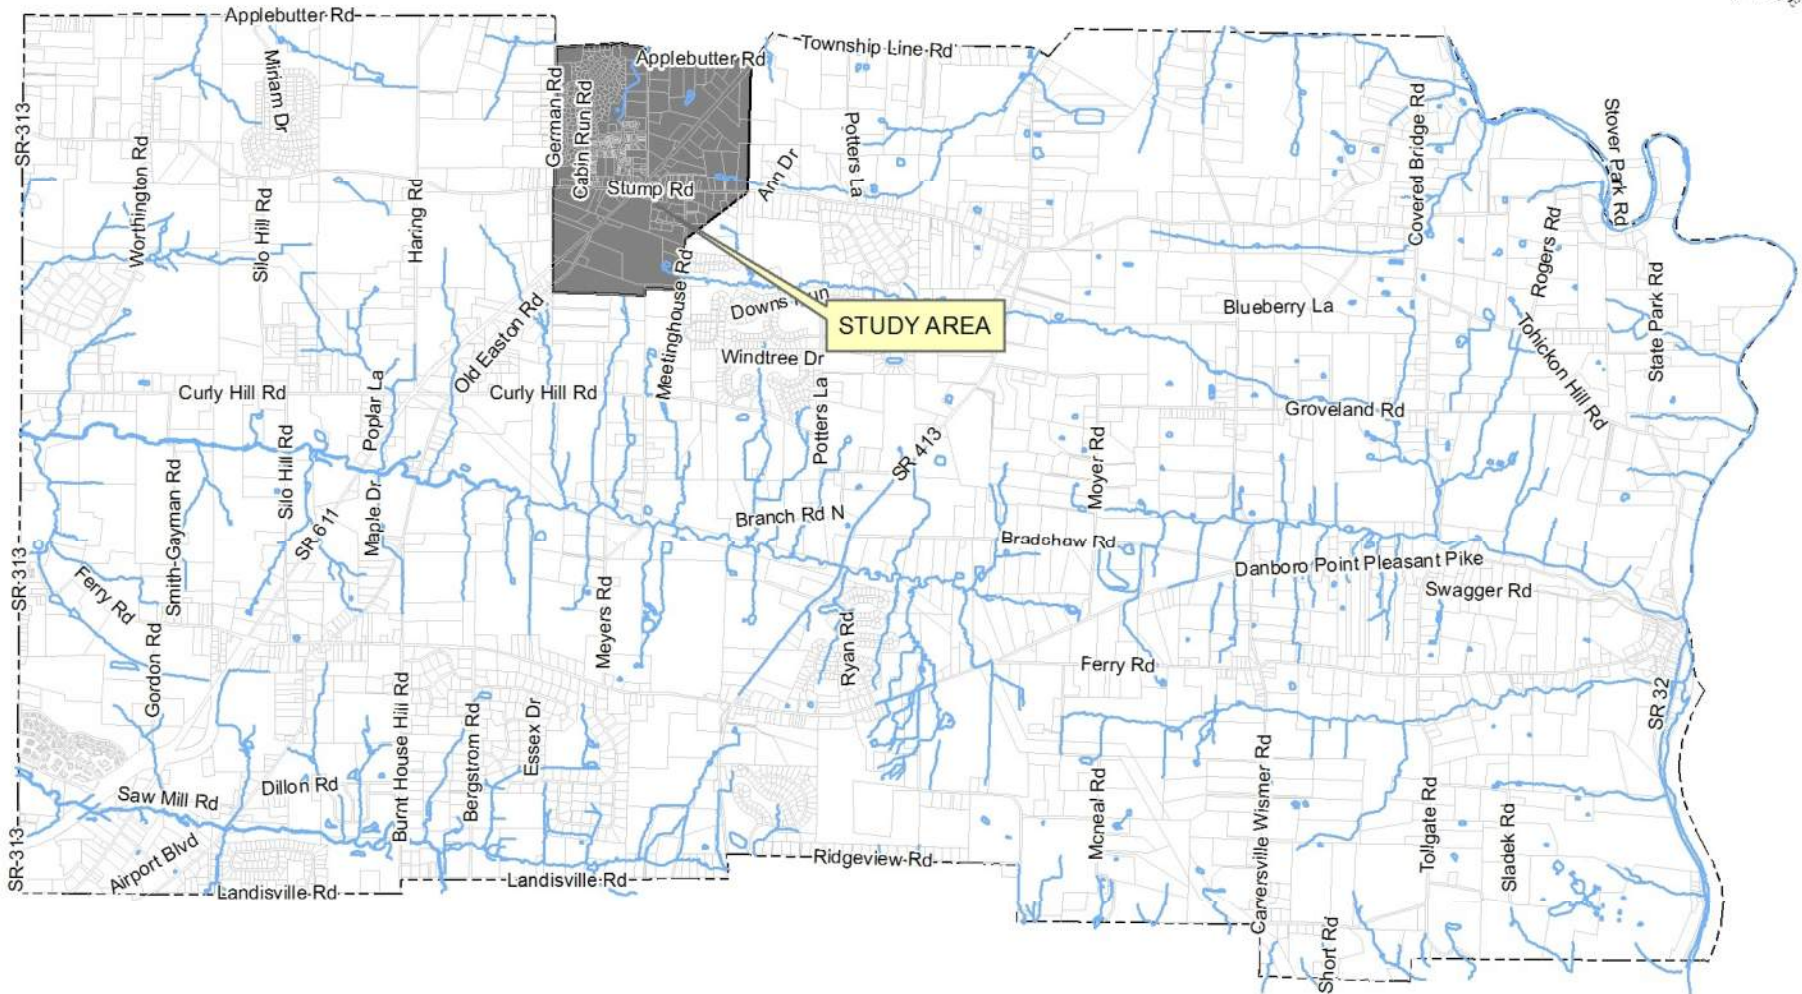 Applebutter Rd
Applebutter Rd
Township Line Rd
Miriam Dr
German Rd
Cabin Run Rd
SR-313
Worthington Rd
Silo Hill Rd
Haring Rd
Stump Rd
Ann Dr
Potters La
Covered Bridge Rd
Stover Park Rd
Rogers Rd
State Park Rd
Tohickon Hill Rd
Old Easton Rd
Meetinghouse Rd
Downs Run
STUDY AREA
Blueberry La
Windtree Dr
Curly Hill Rd
Poplar La
Curly Hill Rd
Potters La
Groveland Rd
SR 413
Moyer Rd
Smith-Gayman Rd
Silo Hill Rd
SR 611
Maple Dr
Branch Rd N
Bradshaw Rd
Danboro Point Pleasant Pike
Swagger Rd
SR-313
Ferry Rd
Gordon Rd
Meyers Rd
Ryan Rd
Ferry Rd
SR 32
Burnt House Hill Rd
Bergstrom Rd
Essex Dr
Dillon Rd
Saw Mill Rd
SR-313
Airport Blvd
Landisville Rd
Landisville Rd
Ridgeview Rd
Mcneal Rd
Carversville Wismer Rd
Tollgate Rd
Sladek Rd
Short Rd